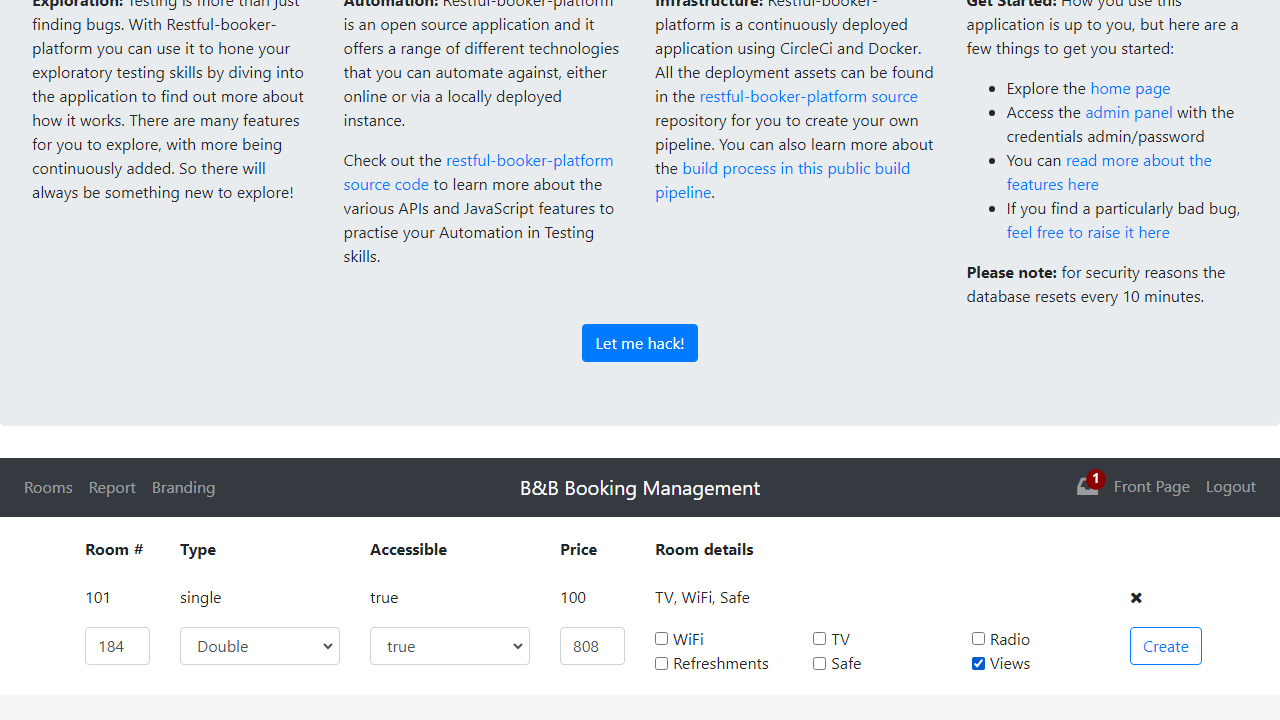 Exploration: Testing is more than just
finding bugs. With Restful-booker-
platform you can use it to hone your
exploratory testing skills by diving into
the application to find out more about
how it works. There are many features
for you to explore, with more being
continuously added. So there will
always be something new to explore!
Automation: Restful-booker-platform
is an open source application and it
offers a range of different technologies
that you can automate against, either
online or via a locally deployed
instance.
Check out the restful-booker-platform
source code to learn more about the
various APIs and JavaScript features to
practise your Automation in Testing
skills.
Infrastructure: Restful-booker-
platform is a continuously deployed
application using CircleCi and Docker.
All the deployment assets can be found
in the restful-booker-platform source
repository for you to create your own
pipeline. You can also learn more about
the build process in this public build
pipeline.
Get Started: How you use this
application is up to you, but here are a
few things to get you started:
Explore the home page
Access the admin panel with the
credentials admin/password
You can read more about the
features here
If you find a particularly bad bug,
feel free to raise it here
Please note: for security reasons the
database resets every 10 minutes.
Let me hack!
Rooms Report Branding B&B Booking Management 1 Front Page Logout
Room # Type Accessible Price Room details
101 single true 100 TV, WiFi, Safe
184 Double true 808 WiFi TV Radio Create
Refreshments Safe Views